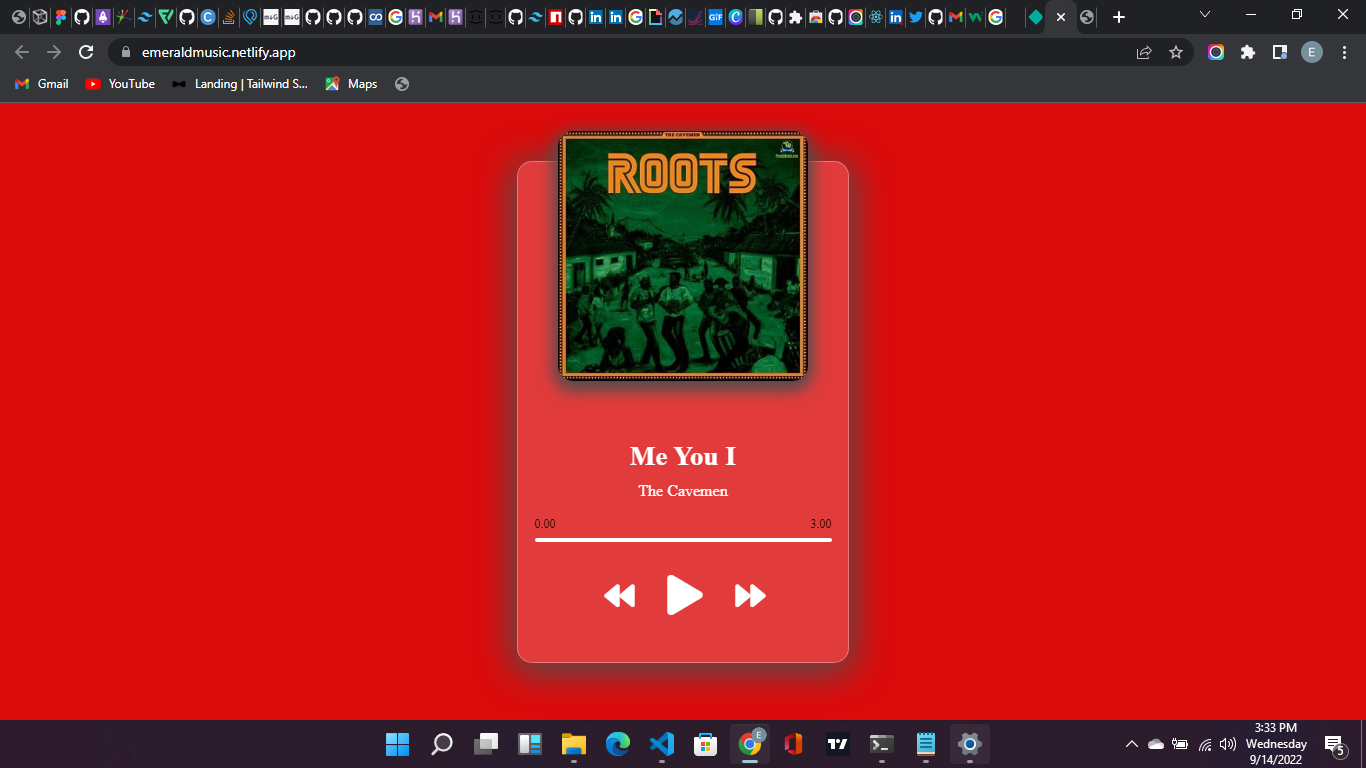 emeraldmusic.netlify.app
E
Gmail
YouTube
Landing | Tailwind S...
Maps
THE CAVEMEN
ROOTS
Me You I
The Cavemen
0.00
3.00
E
3:33 PM
Wednesday
9/14/2022
5